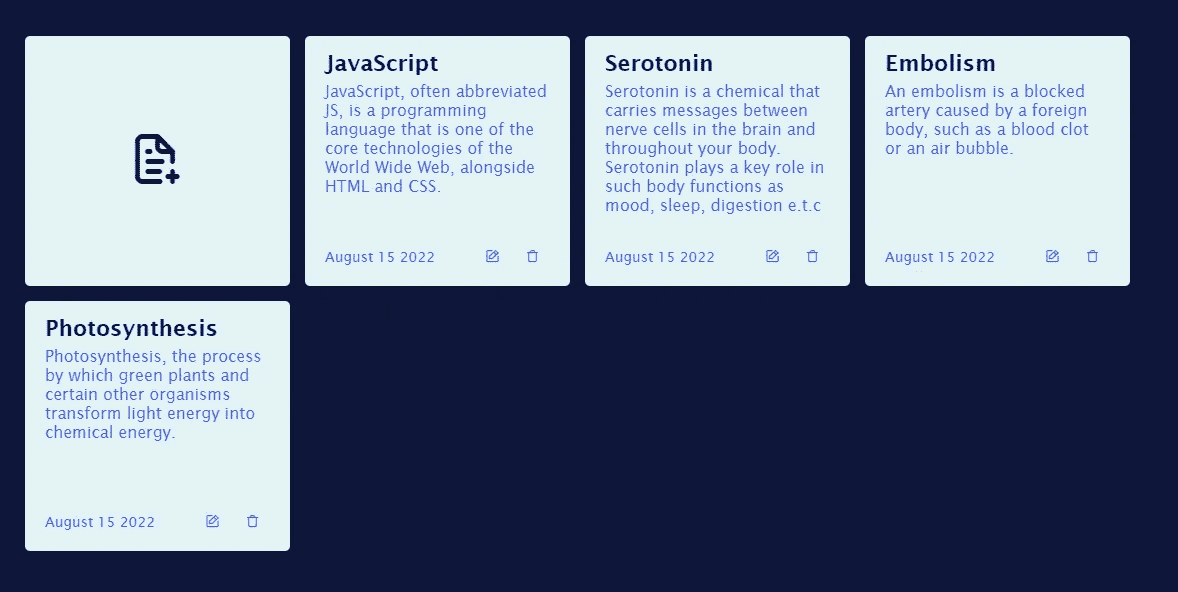 JavaScript
JavaScript, often abbreviated
JS, is a programming
language that is one of the
core technologies of the
World Wide Web, alongside
HTML and CSS.
August 15 2022
Serotonin
Serotonin is a chemical that
carries messages between
nerve cells in the brain and
throughout your body.
Serotonin plays a key role in
such body functions as
mood, sleep, digestion e.t.c
August 15 2022
Embolism
An embolism is a blocked
artery caused by a foreign
body, such as a blood clot
or an air bubble.
August 15 2022
Photosynthesis
Photosynthesis, the process
by which green plants and
certain other organisms
transform light energy into
chemical energy.
August 15 2022